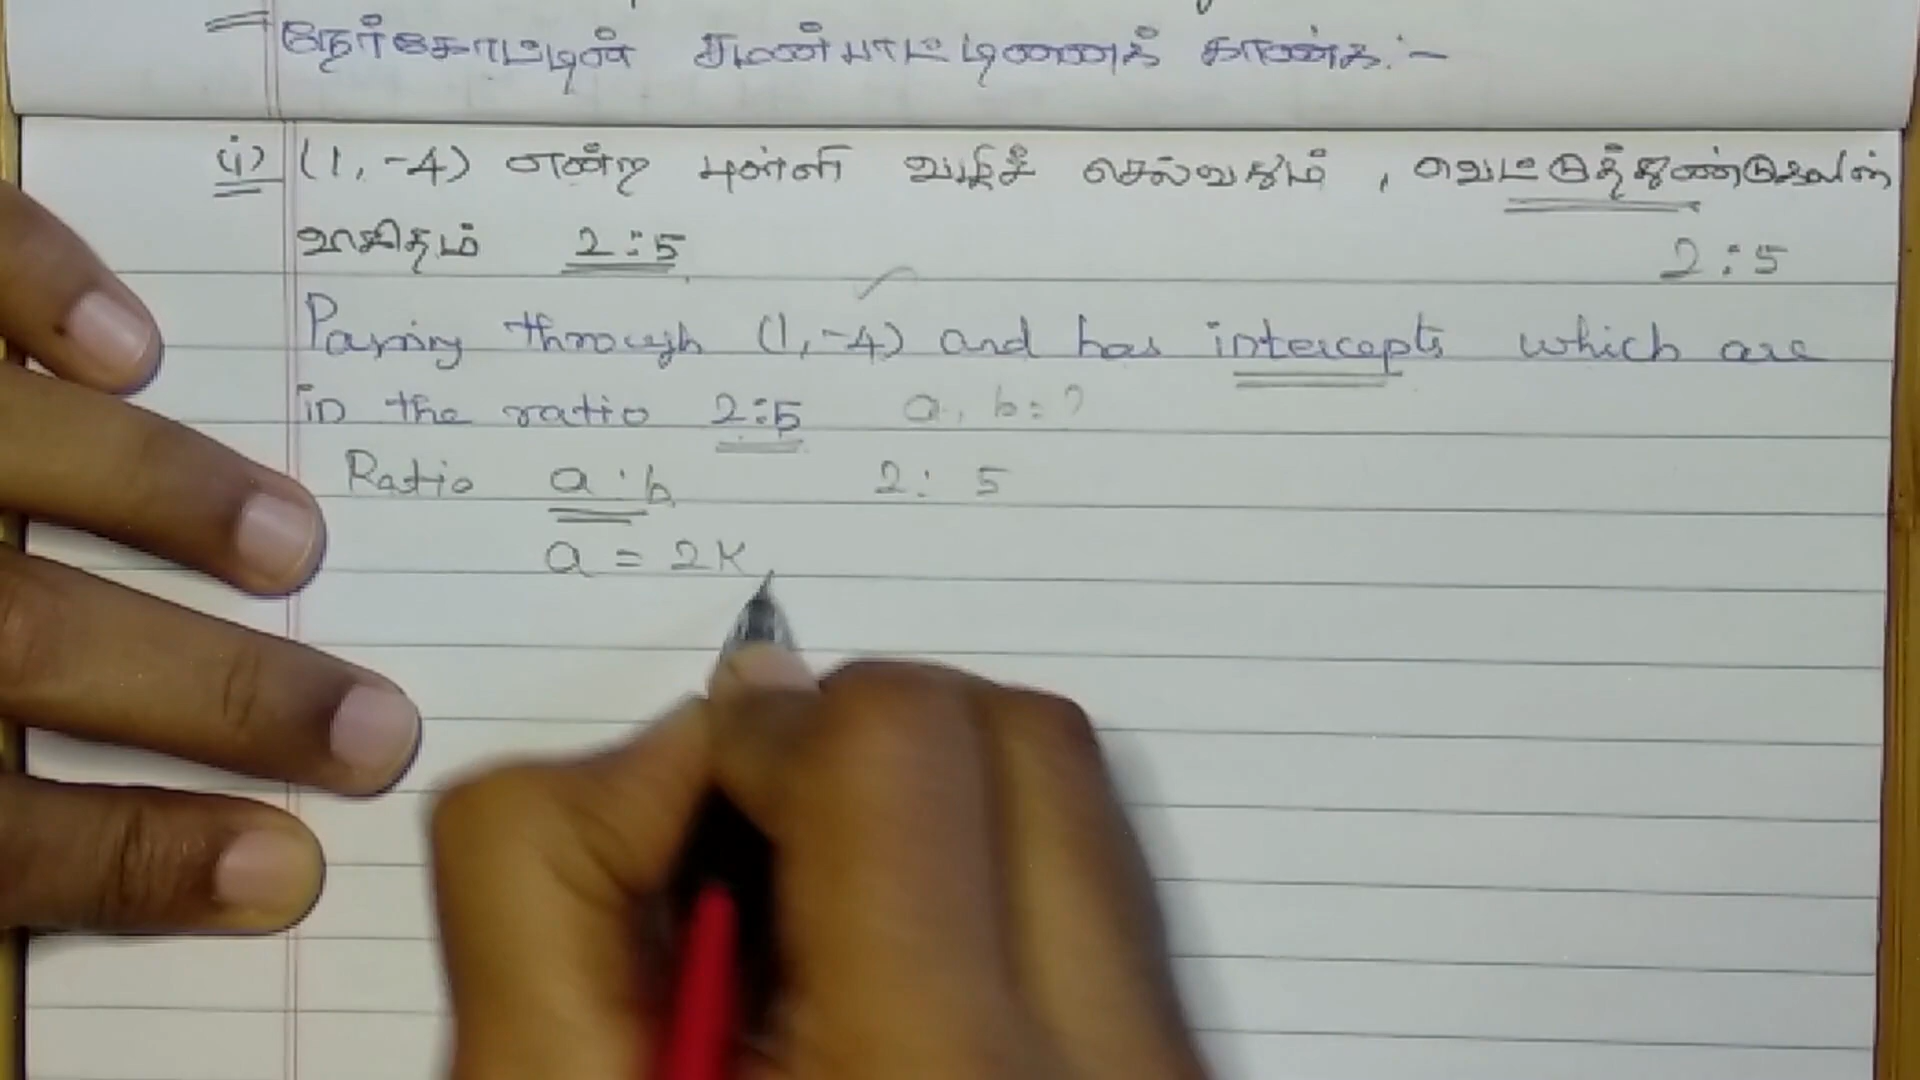 நேர்கோட்டின் சமன்பாட்டினைக் காண்க:-
(1, -4) என்ற புள்ளி வழிச் செல்வதும், வெட்டுத்துண்டுகளின்
விகிதம் 2:5 2:5
Passing through (1, -4) and has intercepts which are
in the ratio 2:5 a, b = ?
Ratio a:b 2: 5
a = 2K